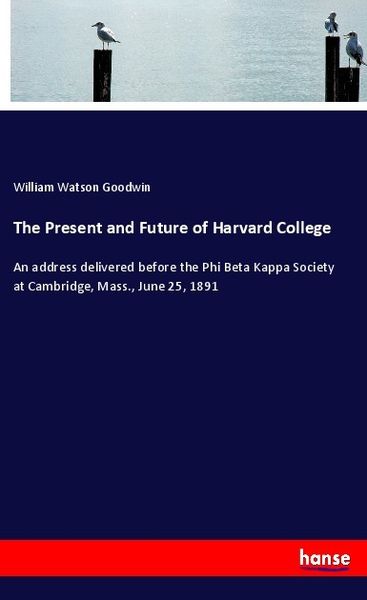 William Watson Goodwin
The Present and Future of Harvard College
An address delivered before the Phi Beta Kappa Society
at Cambridge, Mass., June 25, 1891
hanse